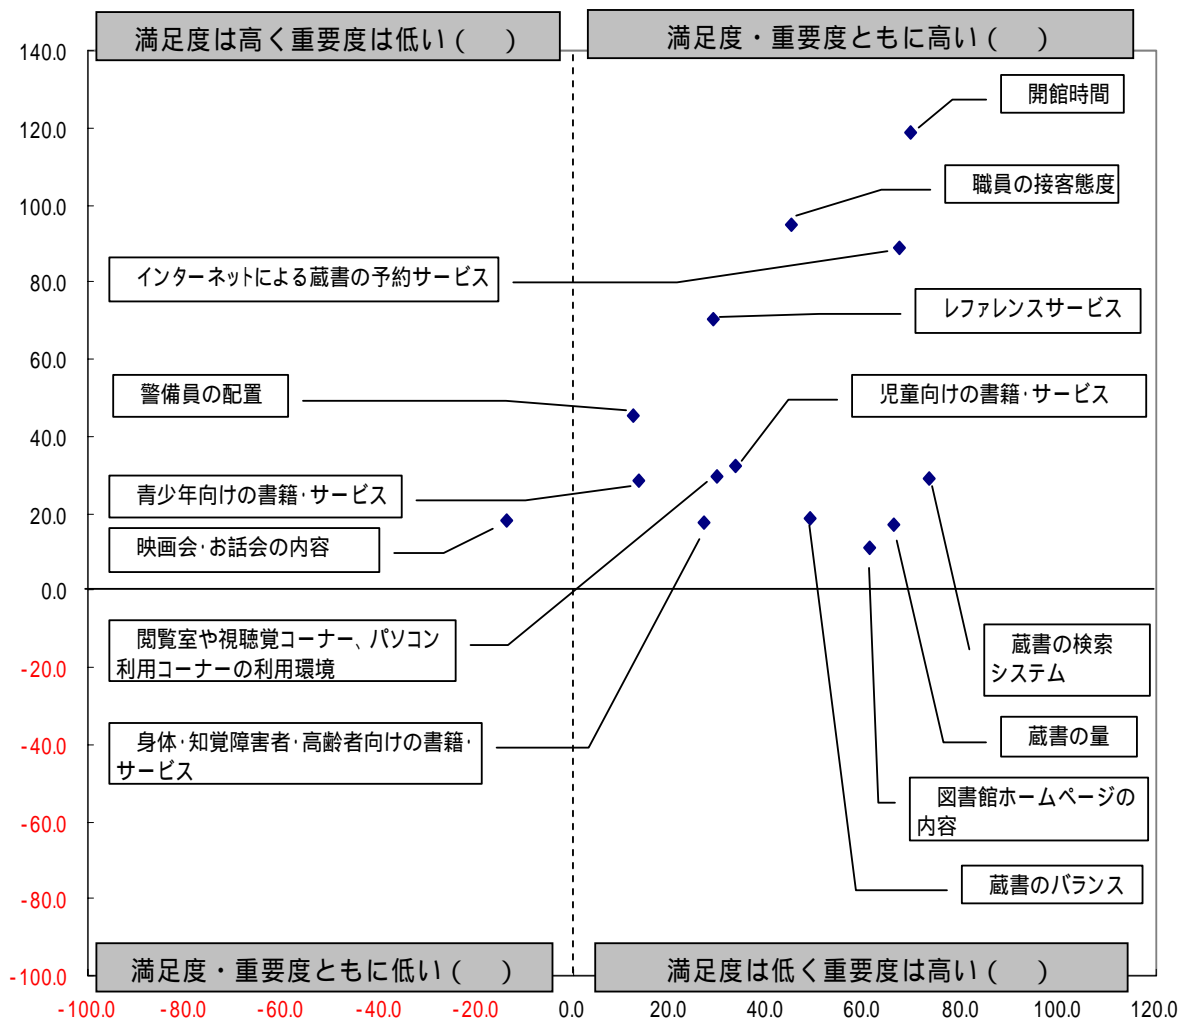 満足度は高く重要度は低い( )
満足度・重要度ともに高い( )
140.0
120.0
100.0
80.0
60.0
40.0
20.0
0.0
-20.0
-40.0
-60.0
-80.0
-100.0
開館時間
職員の接客態度
インターネットによる蔵書の予約サービス
レファレンスサービス
警備員の配置
児童向けの書籍・サービス
青少年向けの書籍・サービス
映画会・お話会の内容
閲覧室や視聴覚コーナー、パソコン
利用コーナーの利用環境
蔵書の検索
システム
身体・知覚障害者・高齢者向けの書籍・
サービス
蔵書の量
図書館ホームページの
内容
蔵書のバランス
満足度・重要度ともに低い( )
満足度は低く重要度は高い( )
-100.0 -80.0 -60.0 -40.0 -20.0 0.0 20.0 40.0 60.0 80.0 100.0 120.0